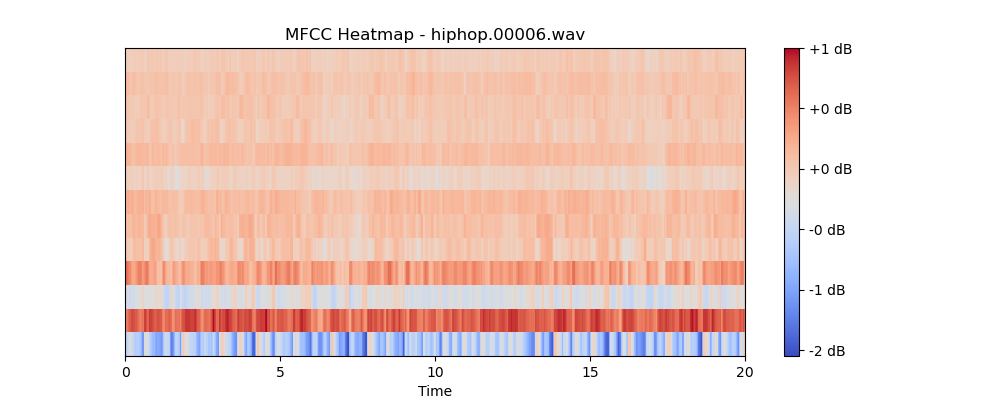 MFCC Heatmap - hiphop.00006.wav
+1 dB
+0 dB
+0 dB
-0 dB
-1 dB
-2 dB
0 5 10 15 20
Time